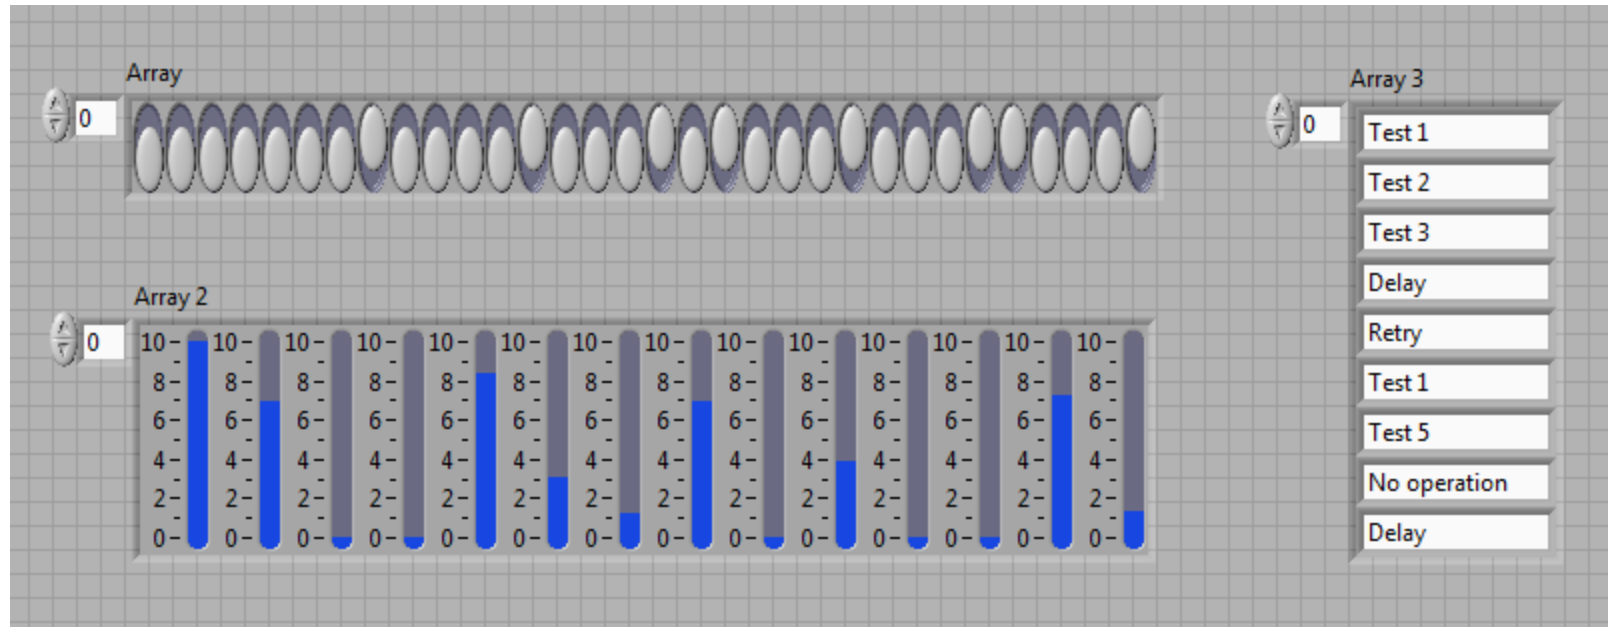 Array
0
Array 2
0
10 10 10 10 10 10 10 10 10 10 10 10 10 10
8 8 8 8 8 8 8 8 8 8 8 8 8 8
6 6 6 6 6 6 6 6 6 6 6 6 6 6
4 4 4 4 4 4 4 4 4 4 4 4 4 4
2 2 2 2 2 2 2 2 2 2 2 2 2 2
0 0 0 0 0 0 0 0 0 0 0 0 0 0
Array 3
0
Test 1
Test 2
Test 3
Delay
Retry
Test 1
Test 5
No operation
Delay